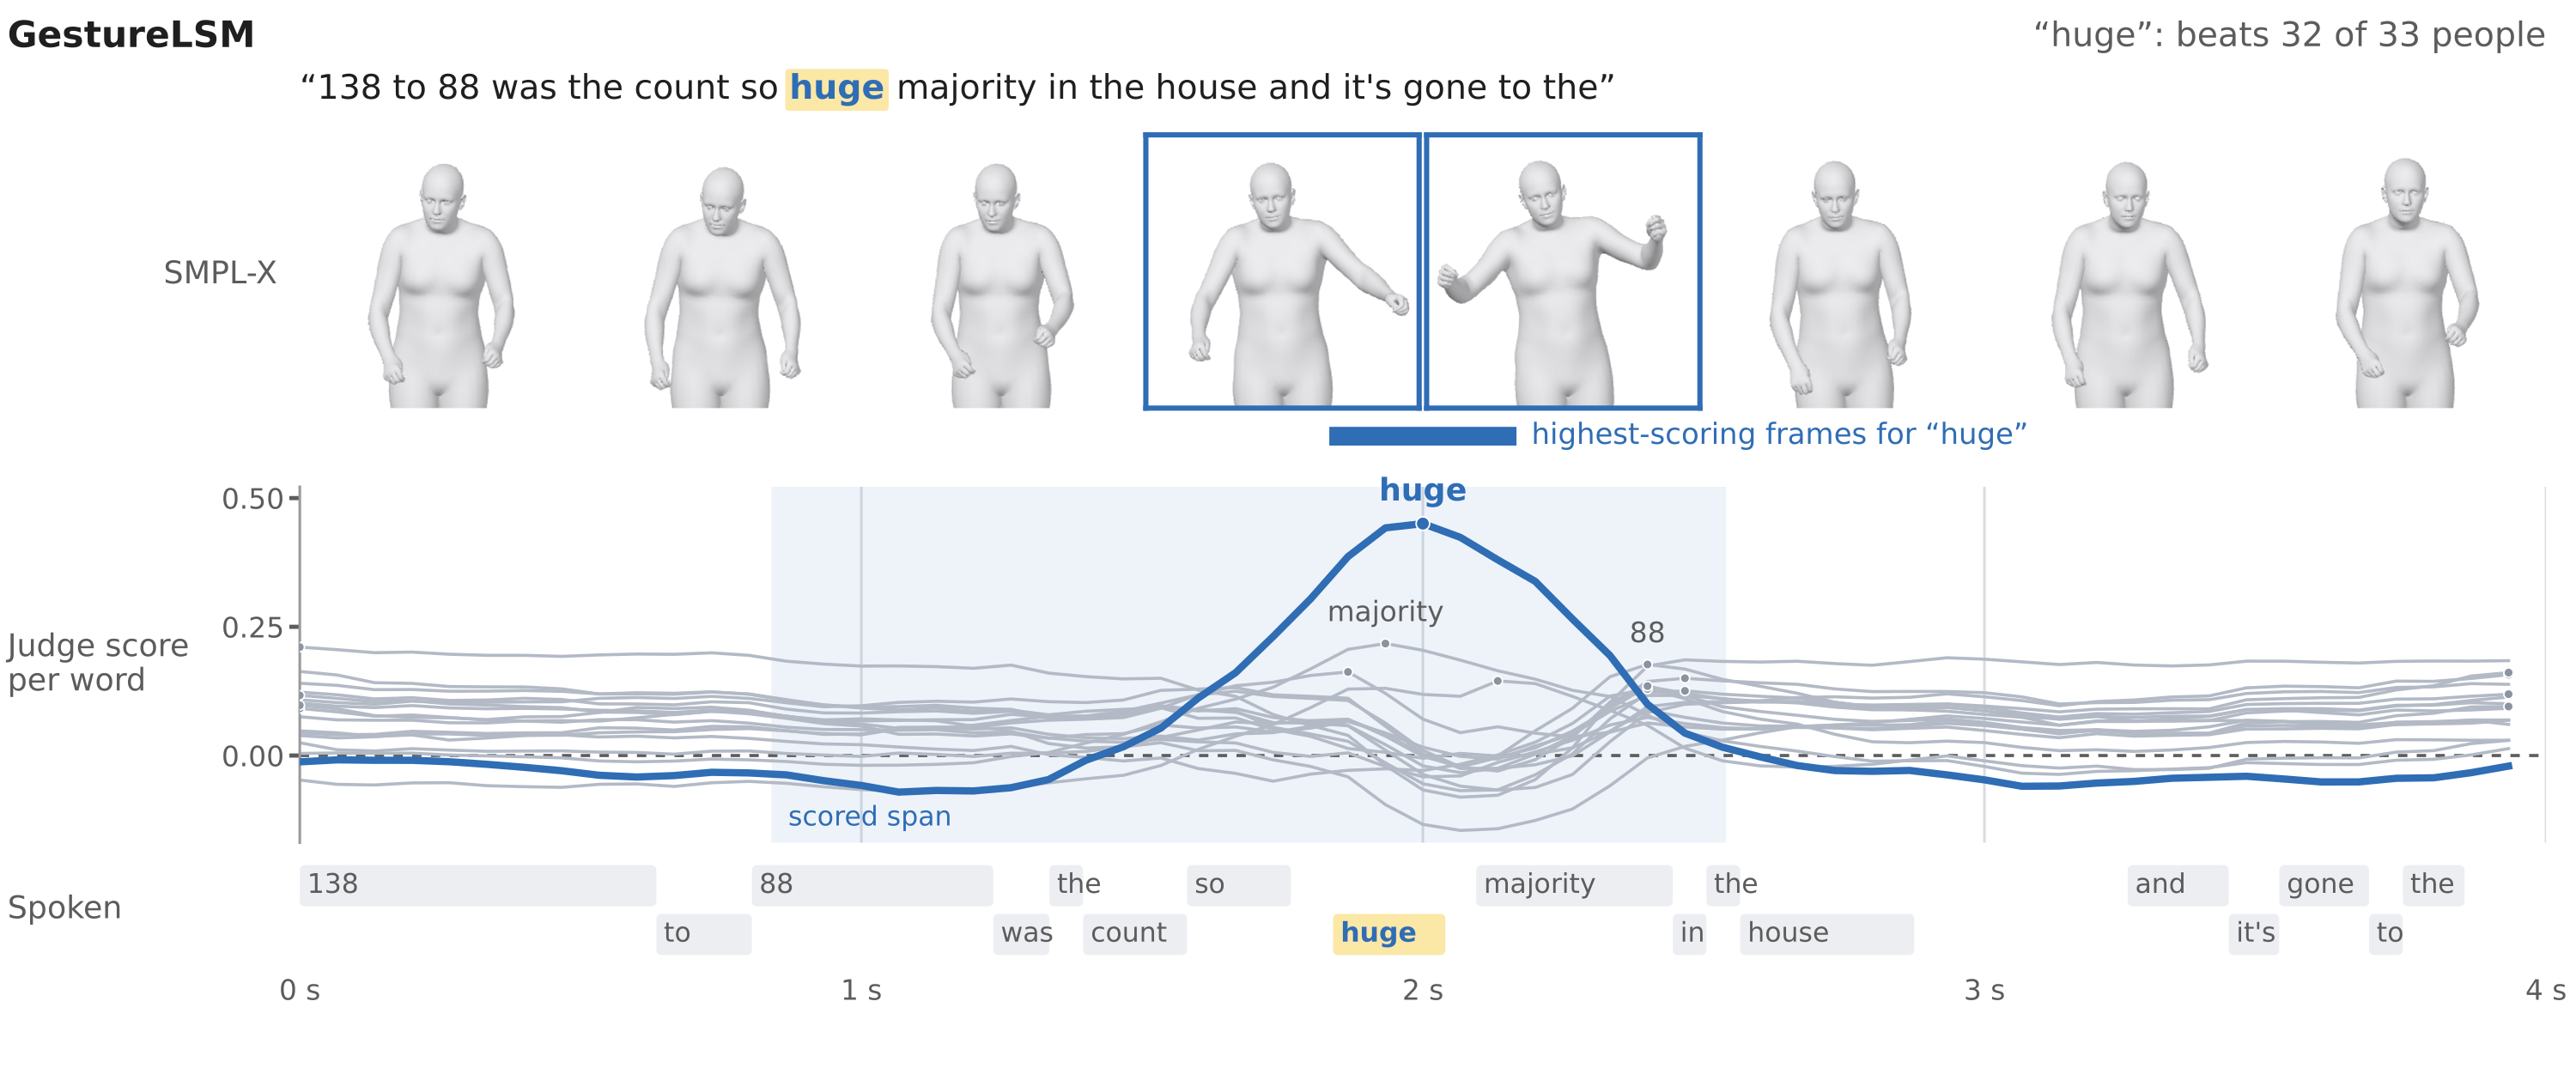 GestureLSM
“huge”: beats 32 of 33 people
“138 to 88 was the count so huge majority in the house and it's gone to the”
SMPL-X
highest-scoring frames for “huge”
0.50
0.25
0.00
Judge score
per word
huge
majority
88
scored span
Spoken
138
to
88
was
the
count
so
huge
majority
in
the
house
and
it's
gone
to
the
0 s
1 s
2 s
3 s
4 s